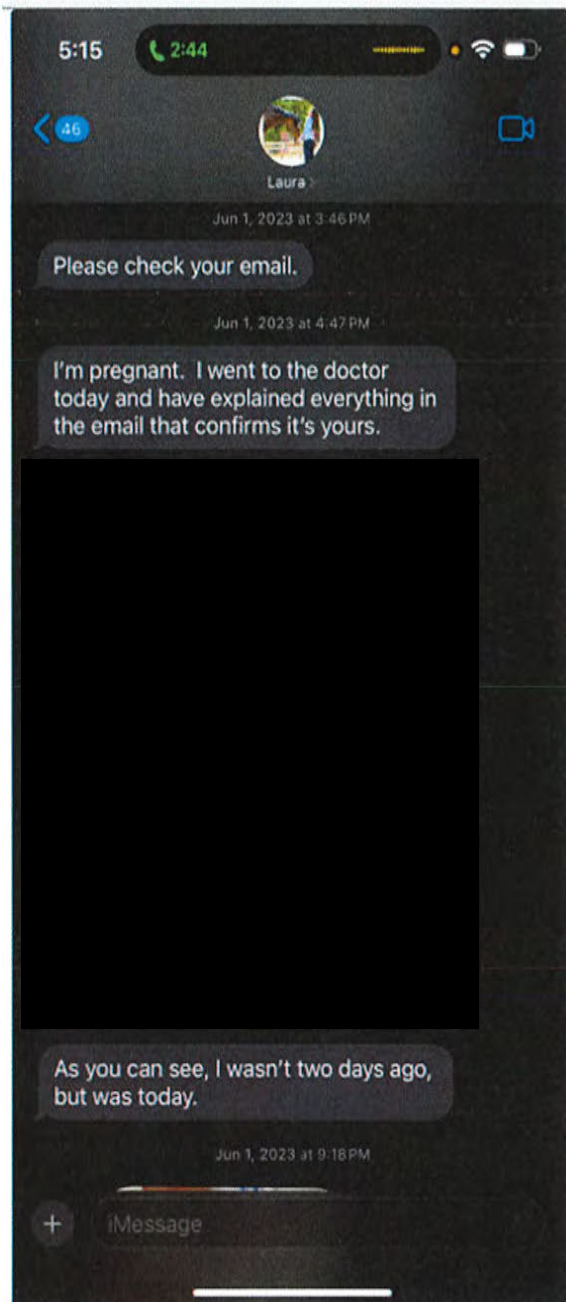 5:15
2:44
46
Laura
Jun 1, 2023 at 3:46 PM
Please check your email.
Jun 1, 2023 at 4:47 PM
I'm pregnant.  I went to the doctor
today and have explained everything in
the email that confirms it's yours.
As you can see, I wasn't two days ago,
but was today.
Jun 1, 2023 at 9:18 PM
iMessage